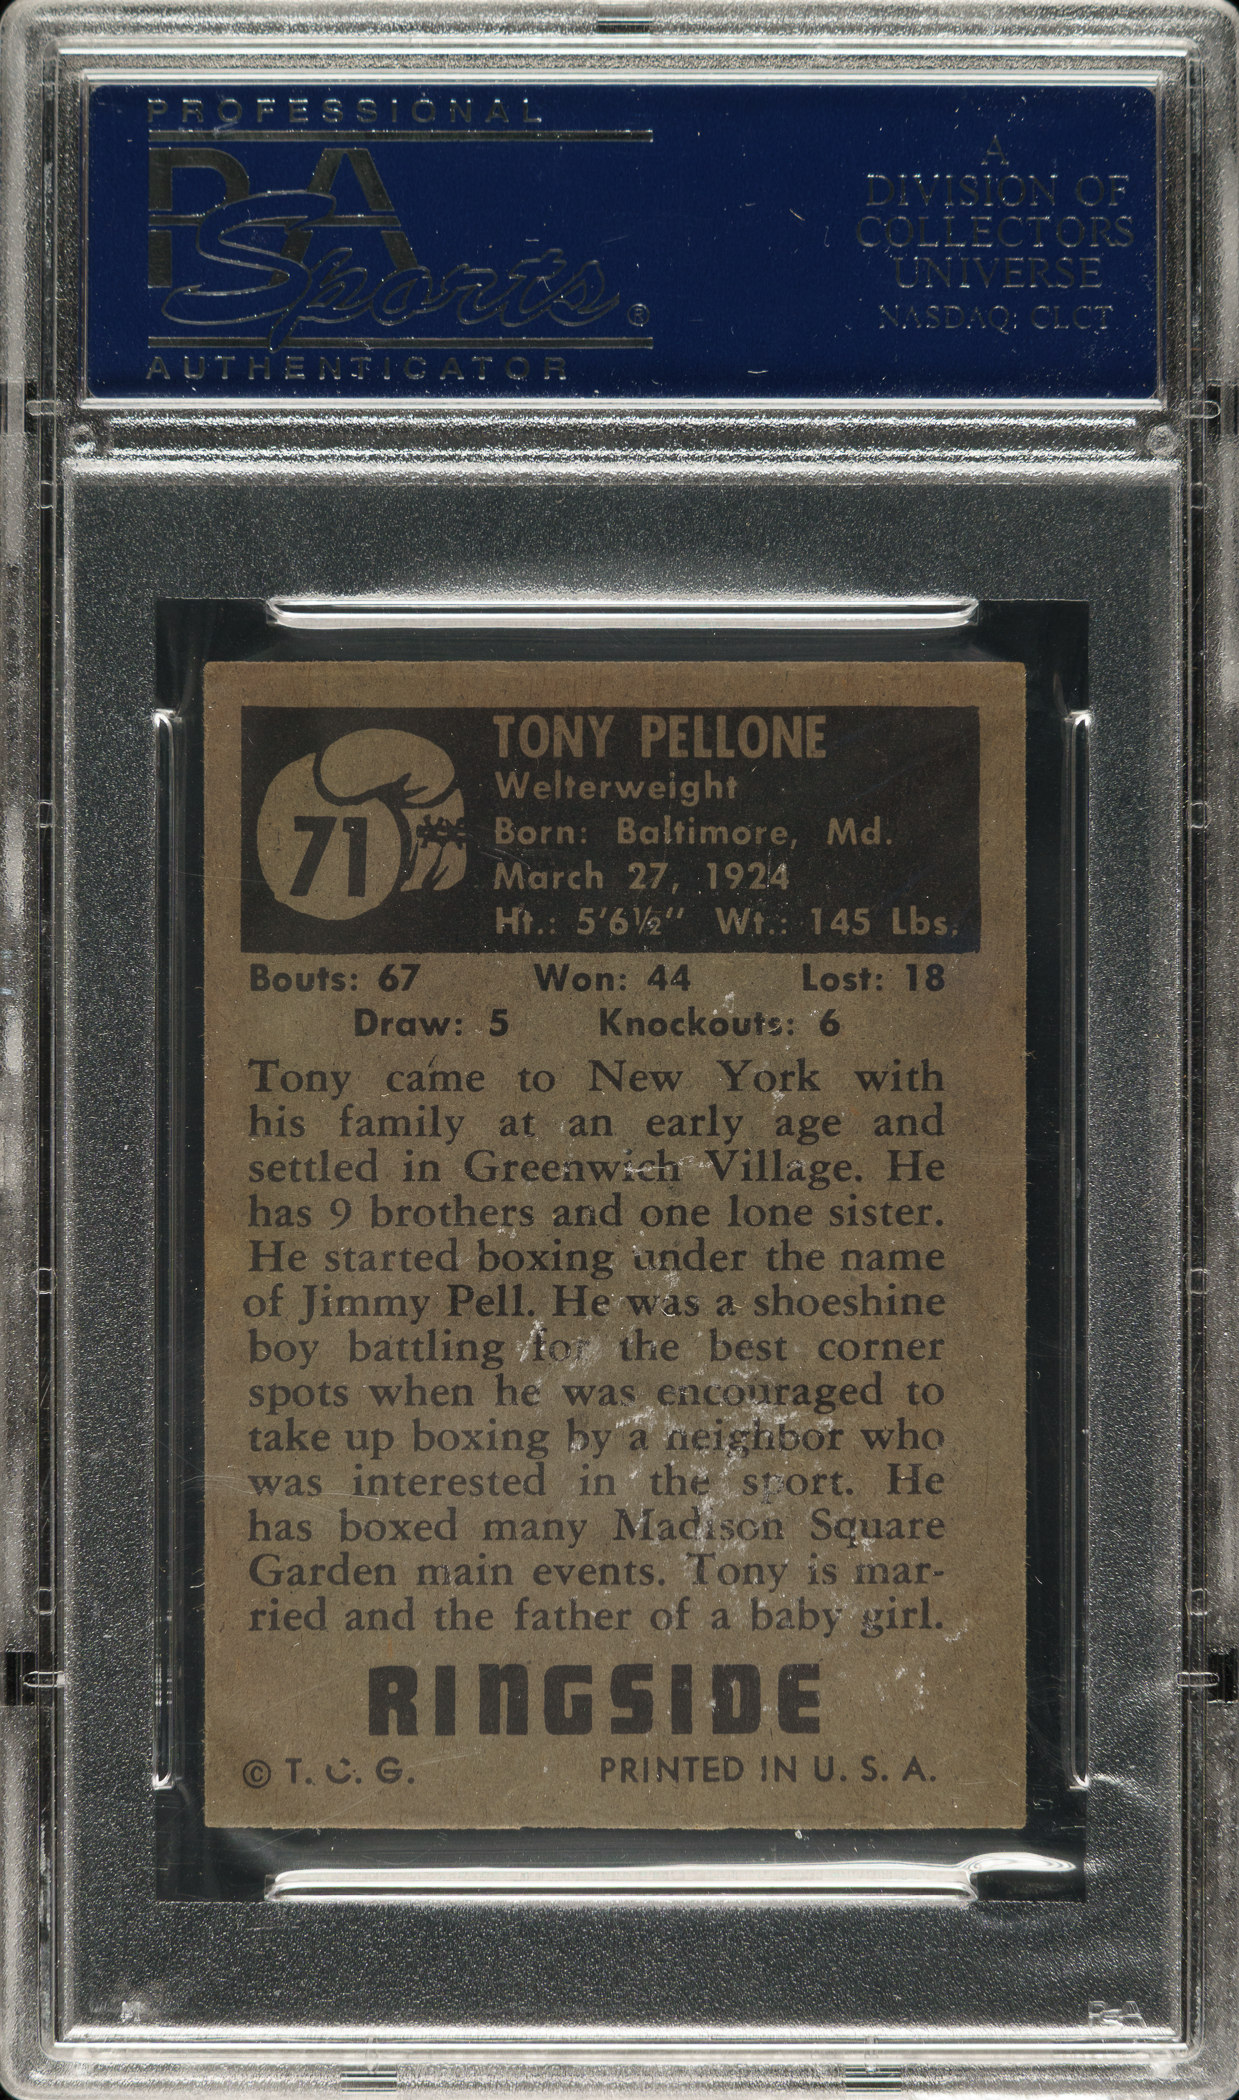 PROFESSIONAL
PSA
Sports®
AUTHENTICATOR
A
DIVISION OF
COLLECTORS
UNIVERSE
NASDAQ: CLCT
71
TONY PELLONE
Welterweight
Born: Baltimore, Md.
March 27, 1924
Ht.: 5'6½" Wt.: 145 Lbs.
Bouts: 67 Won: 44 Lost: 18
Draw: 5 Knockouts: 6
Tony came to New York with
his family at an early age and
settled in Greenwich Village. He
has 9 brothers and one lone sister.
He started boxing under the name
of Jimmy Pell. He was a shoeshine
boy battling for the best corner
spots when he was encouraged to
take up boxing by a neighbor who
was interested in the sport. He
has boxed many Madison Square
Garden main events. Tony is mar-
ried and the father of a baby girl.
RINGSIDE
© T. C. G. PRINTED IN U. S. A.
PSA